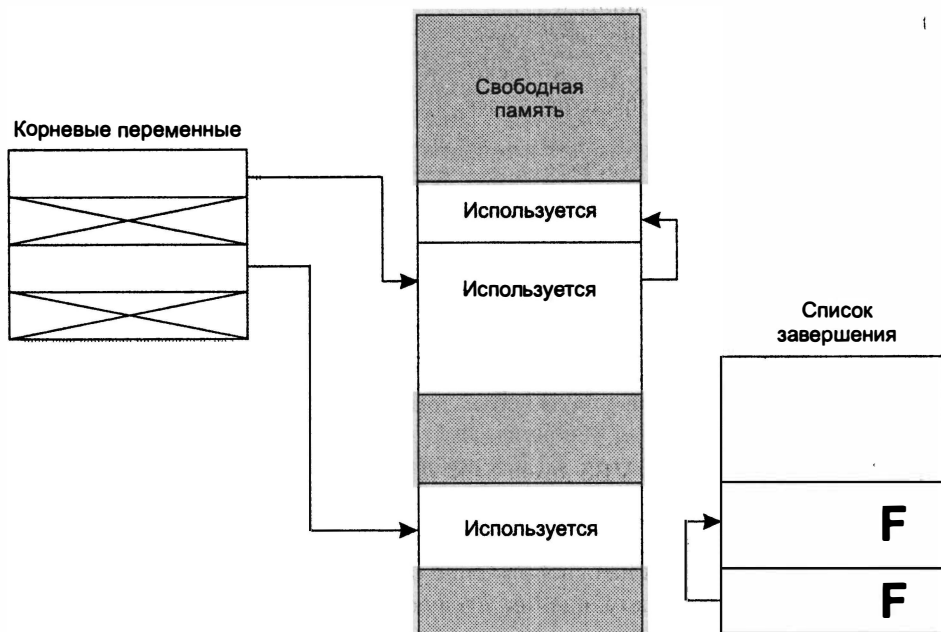 Свободная
память
Корневые переменные
Используется
Используется
Список
завершения
Используется
F
F